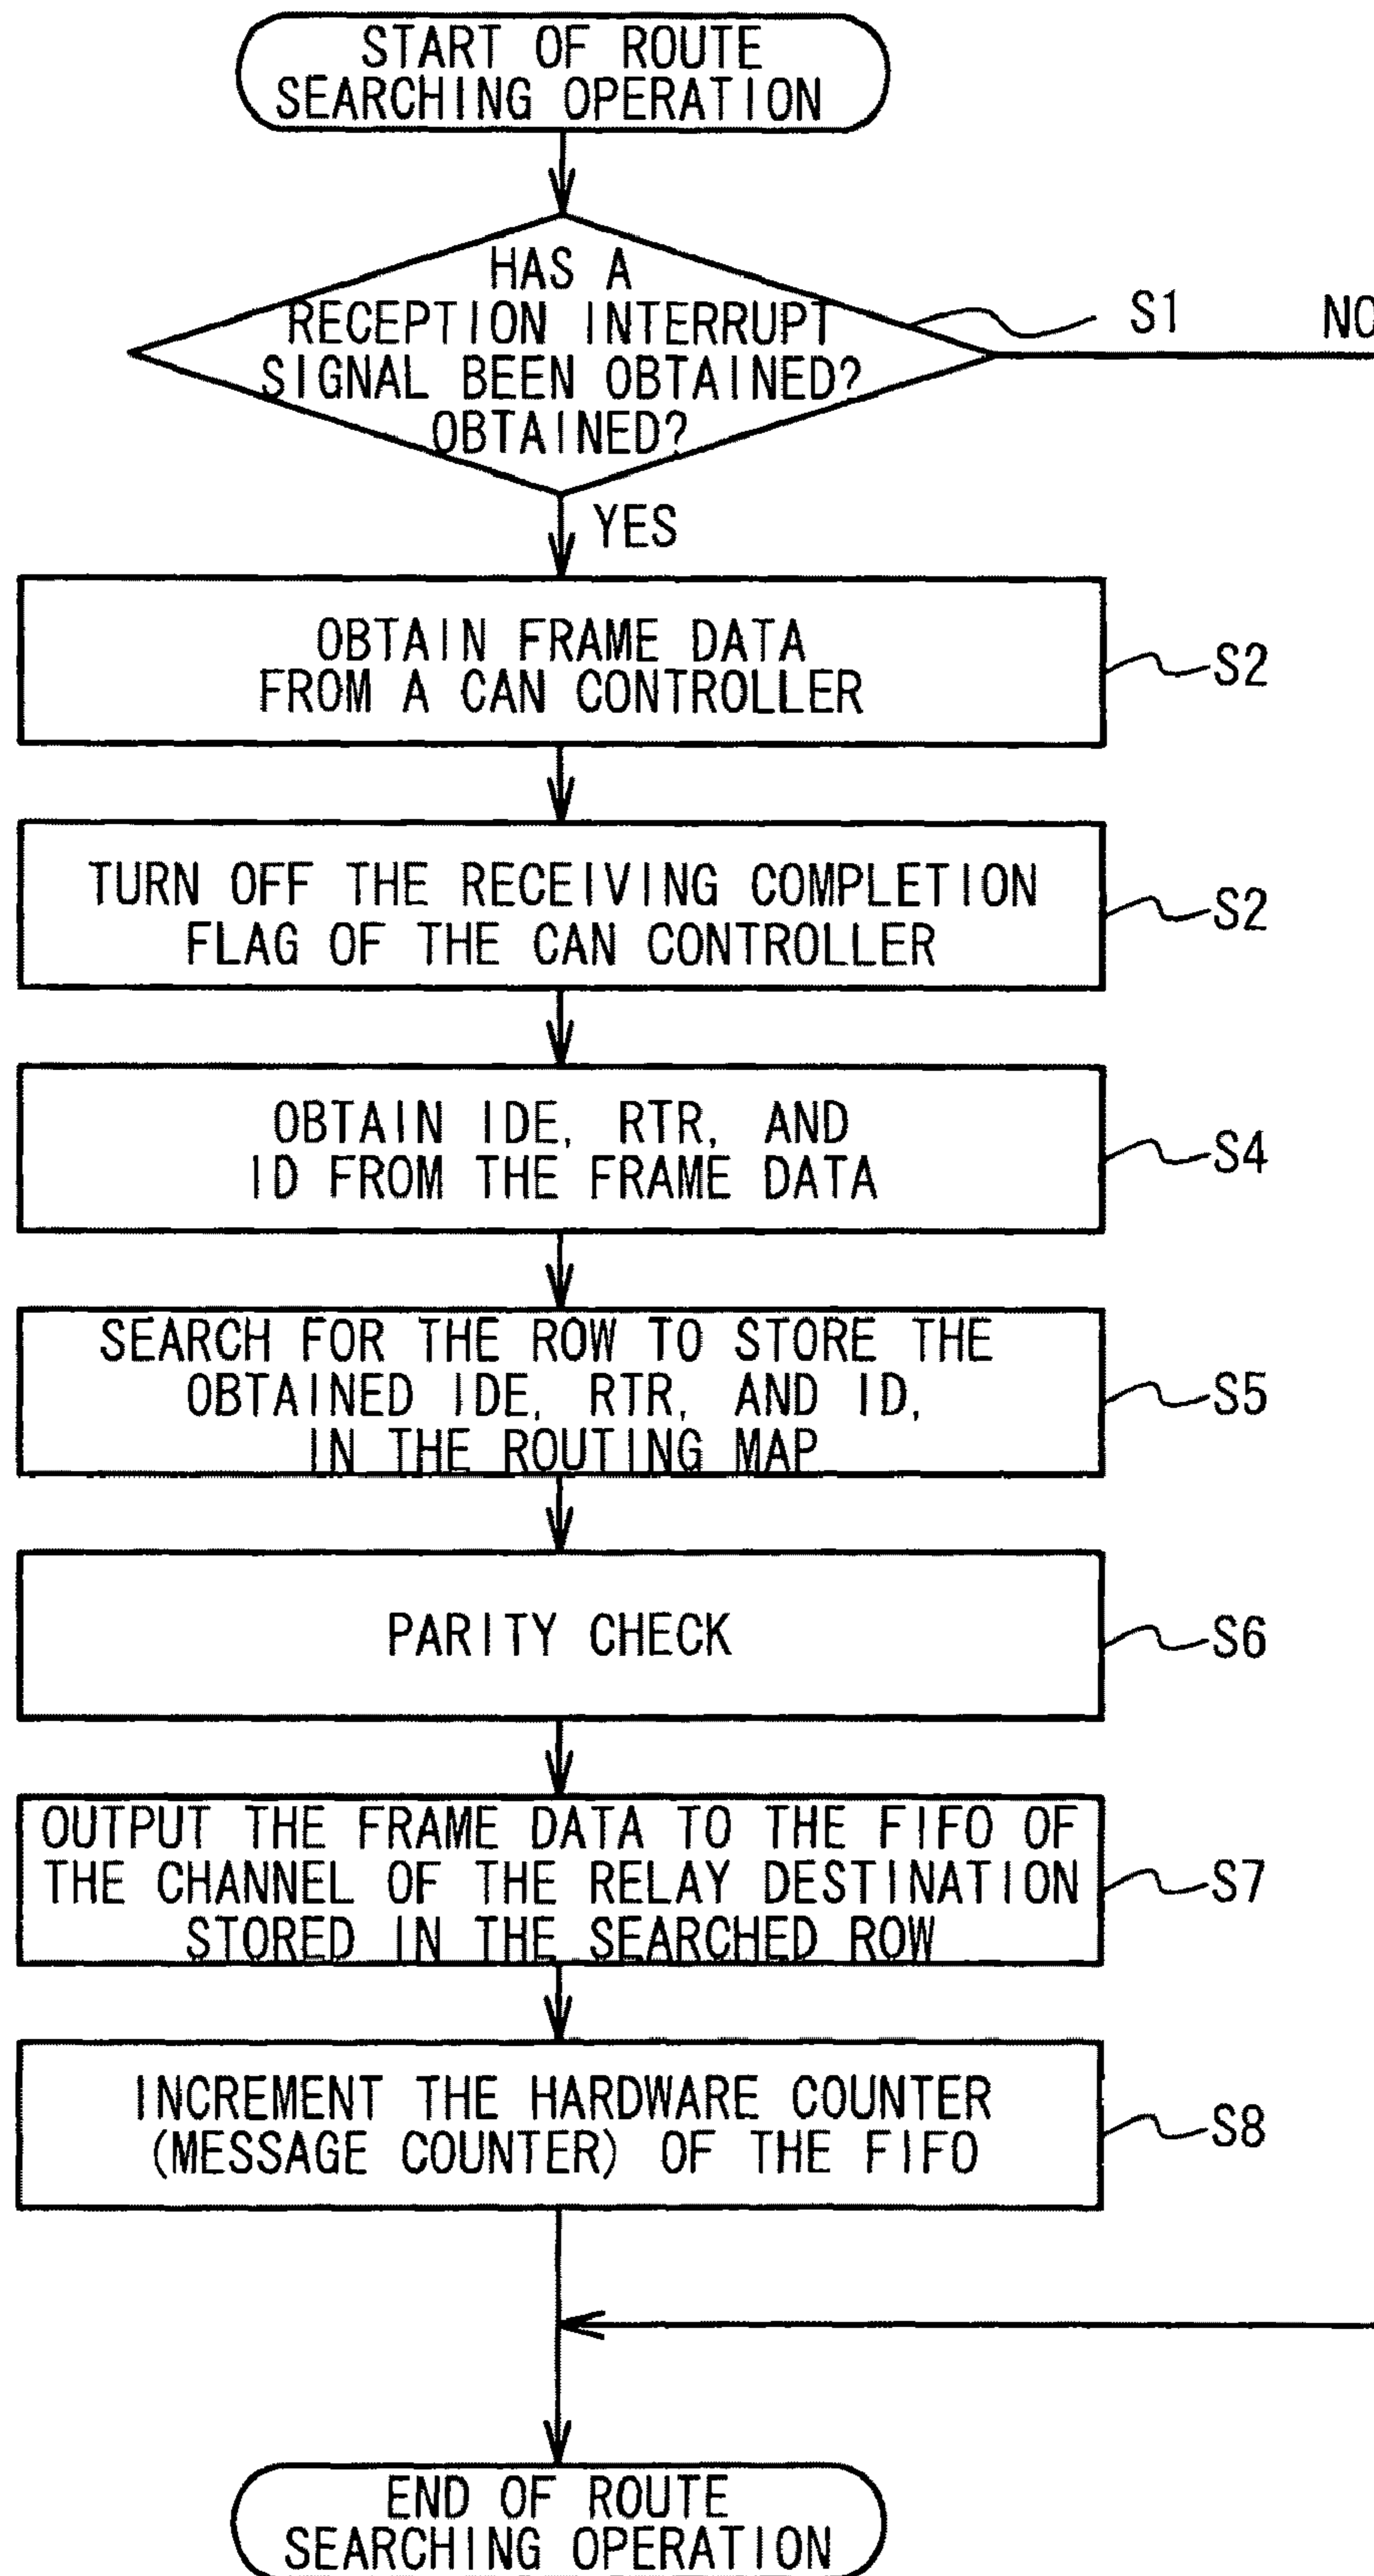 START OF ROUTE
SEARCHING OPERATION
HAS A
RECEPTION INTERRUPT
SIGNAL BEEN OBTAINED?
OBTAINED?
S1
NO
YES
OBTAIN FRAME DATA
FROM A CAN CONTROLLER
S2
TURN OFF THE RECEIVING COMPLETION
FLAG OF THE CAN CONTROLLER
S2
OBTAIN IDE, RTR, AND
ID FROM THE FRAME DATA
S4
SEARCH FOR THE ROW TO STORE THE
OBTAINED IDE, RTR, AND ID,
IN THE ROUTING MAP
S5
PARITY CHECK
S6
OUTPUT THE FRAME DATA TO THE FIFO OF
THE CHANNEL OF THE RELAY DESTINATION
STORED IN THE SEARCHED ROW
S7
INCREMENT THE HARDWARE COUNTER
(MESSAGE COUNTER) OF THE FIFO
S8
END OF ROUTE
SEARCHING OPERATION